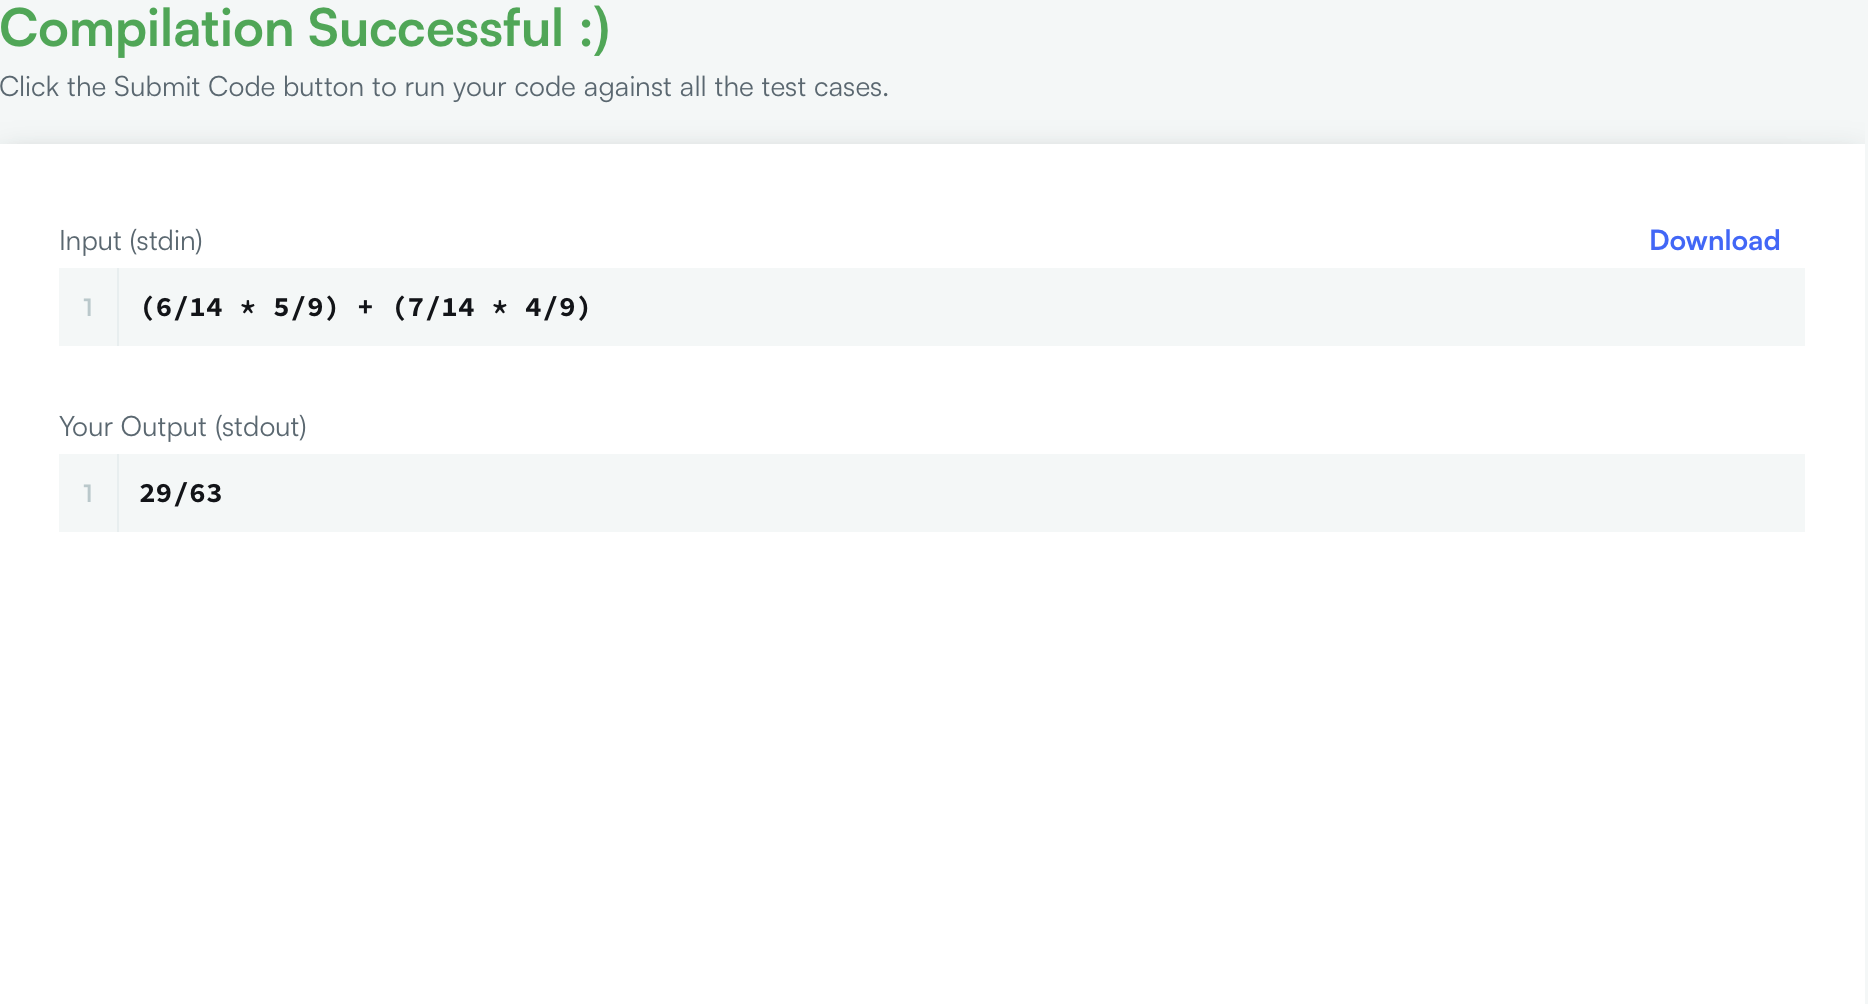 Compilation Successful :)
Click the Submit Code button to run your code against all the test cases.
Input (stdin)
Download
1
(6/14 * 5/9) + (7/14 * 4/9)
Your Output (stdout)
1
29/63